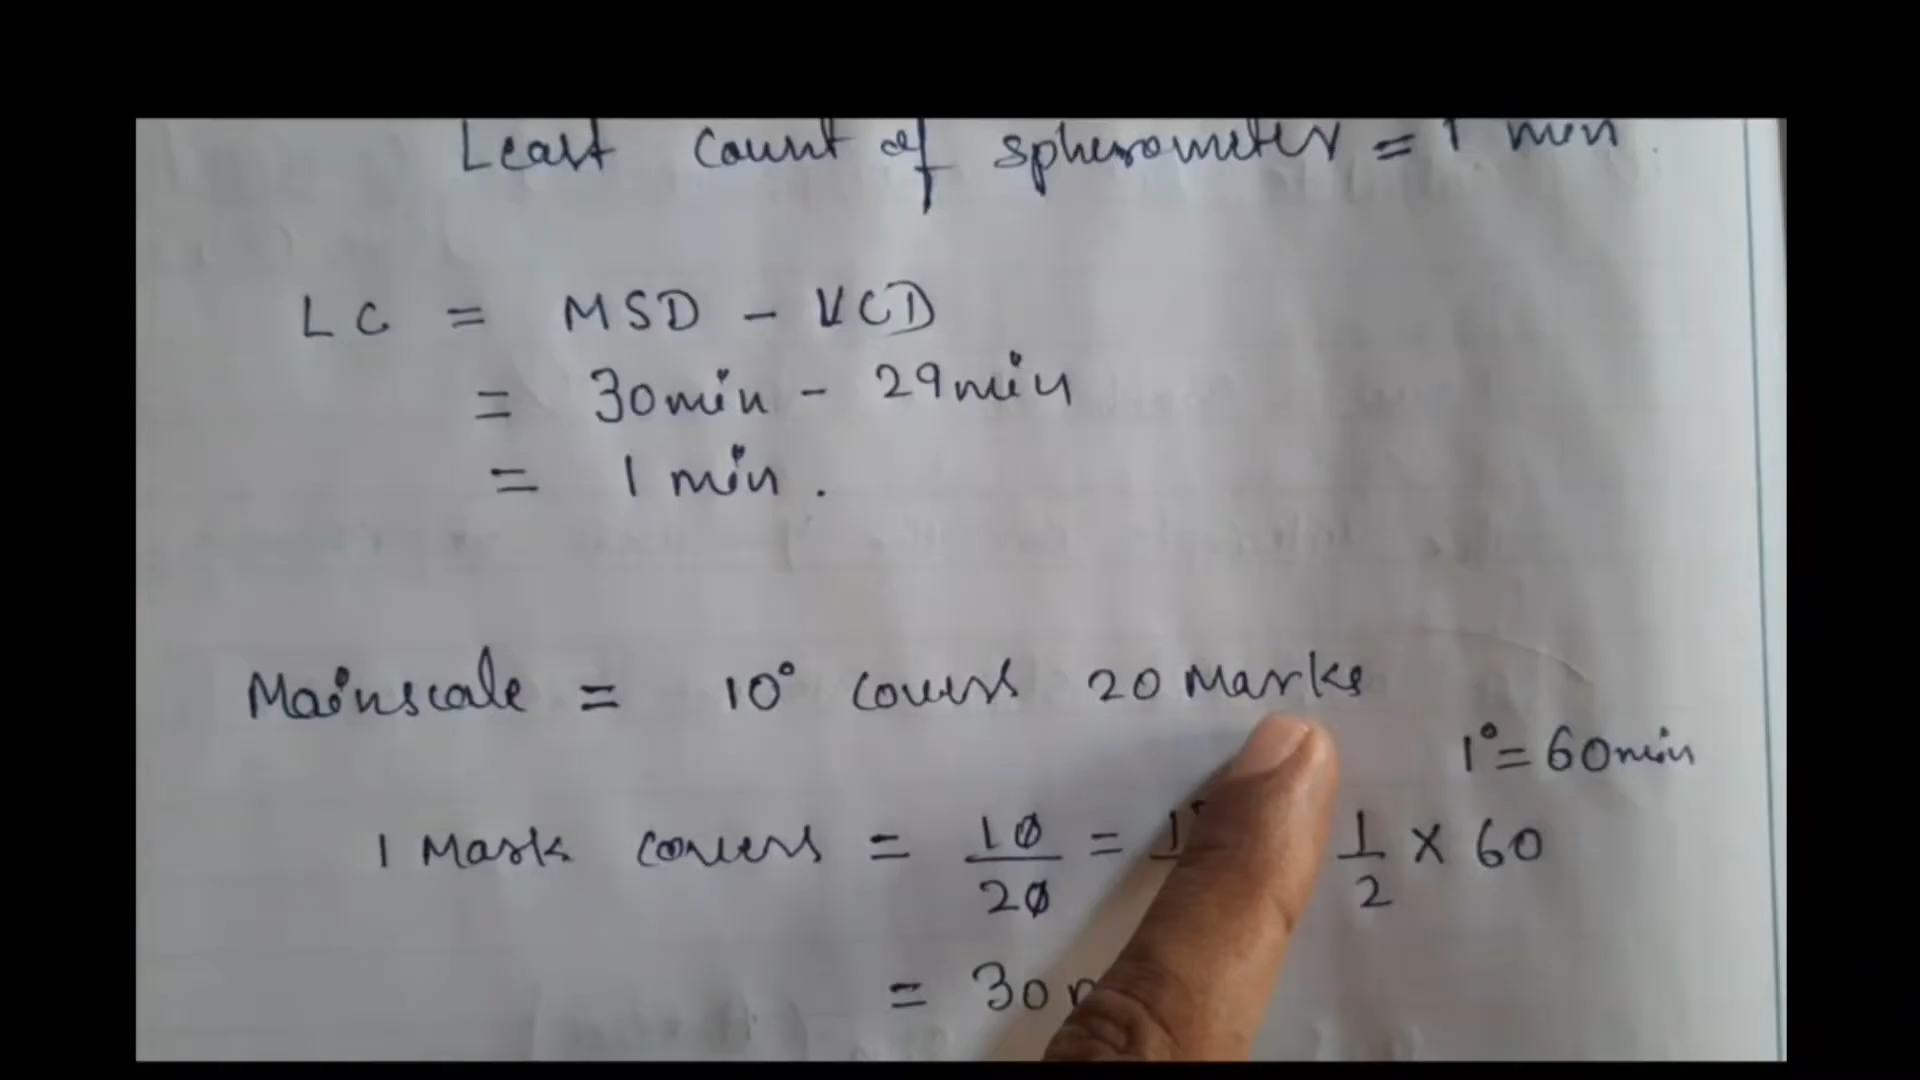 Least Count of spherometer = 1 min
LC = MSD - VCD
= 30min - 29min
= 1 min.
Mainscale = 10° covers 20 Marks
1° = 60min
1 Mark covers = 10/20 = 1° 1/2 × 60
= 30